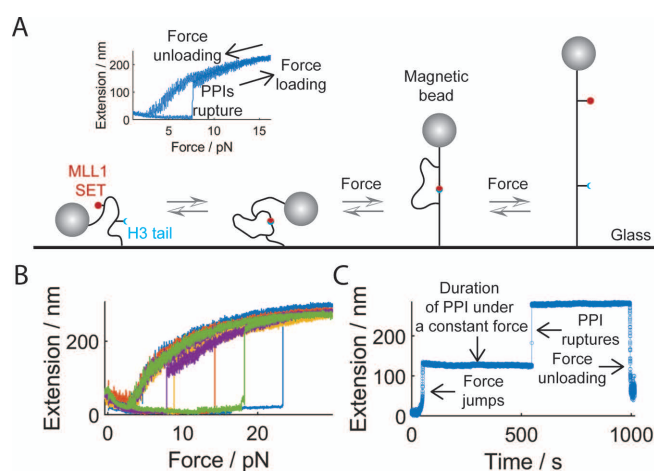 A
Force
unloading
Force
loading
PPIs
rupture
Extension / nm
200
100
0
5
10
15
Force / pN
MLL1
SET
H3 tail
Magnetic
bead
Force
Force
Glass
B
Extension / nm
200
0
0
10
20
Force / pN
C
Extension / nm
200
0
Duration
of PPI under
a constant force
PPI
ruptures
Force
unloading
Force
jumps
0
500
1000
Time / s